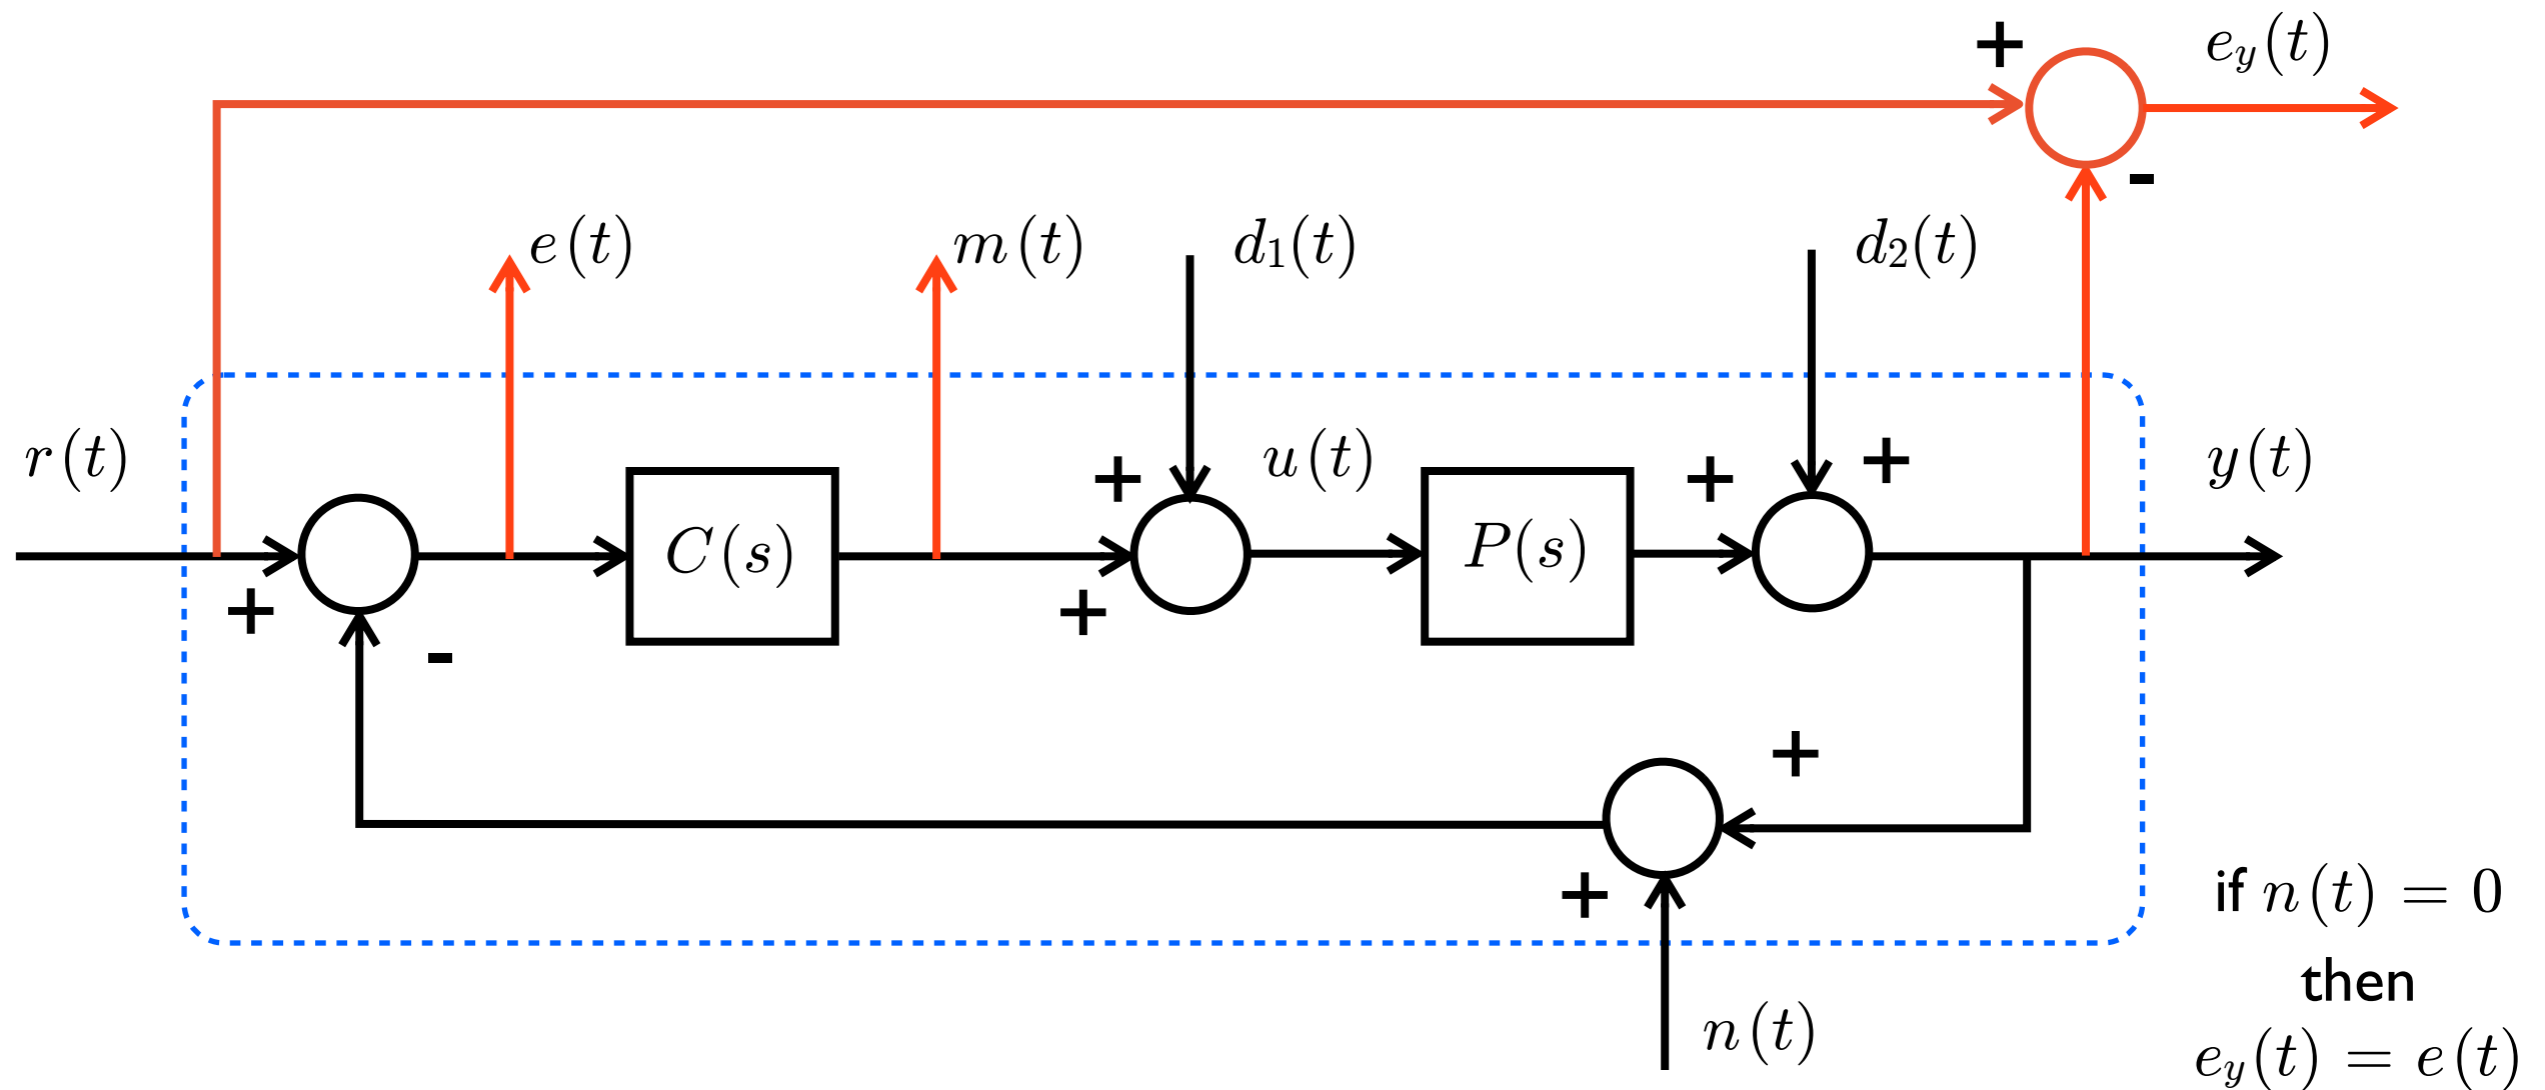 +
e_y(t)
-
e(t)
m(t)
d_1(t)
d_2(t)
r(t)
+
u(t)
+
+
y(t)
C(s)
P(s)
+
-
+
+
+
if n(t) = 0
then
n(t)
e_y(t) = e(t)